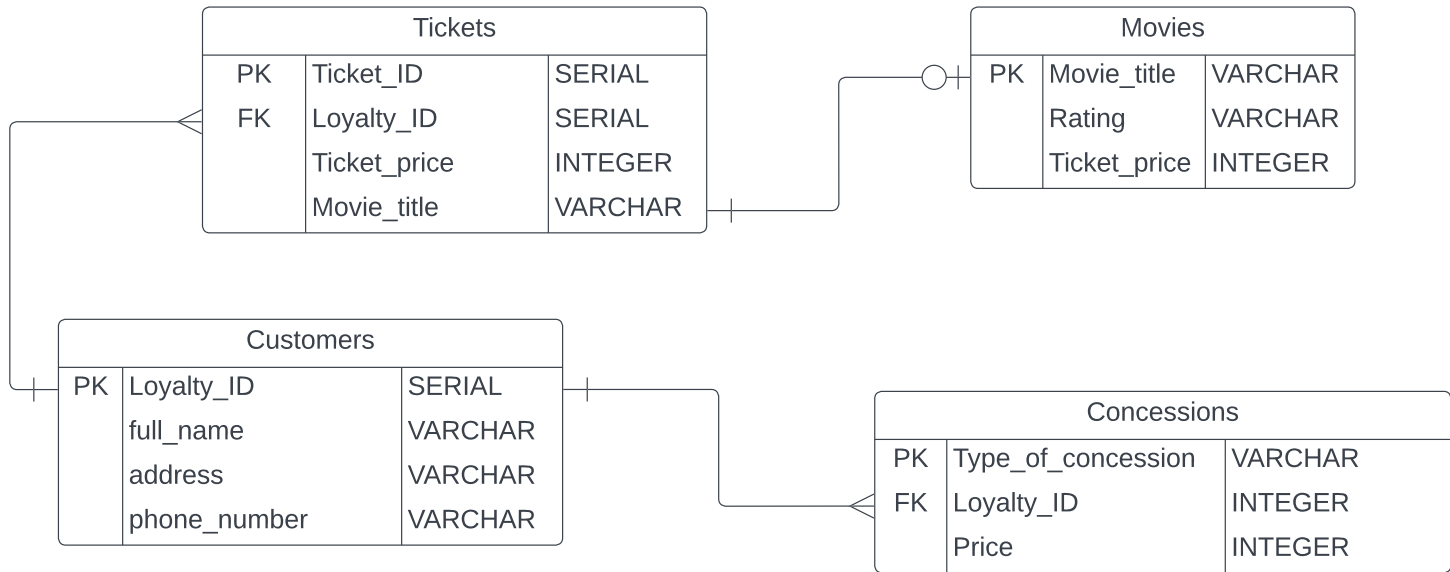 Tickets
PK Ticket_ID SERIAL
FK Loyalty_ID SERIAL
Ticket_price INTEGER
Movie_title VARCHAR
Movies
PK Movie_title VARCHAR
Rating VARCHAR
Ticket_price INTEGER
Customers
PK Loyalty_ID SERIAL
full_name VARCHAR
address VARCHAR
phone_number VARCHAR
Concessions
PK Type_of_concession VARCHAR
FK Loyalty_ID INTEGER
Price INTEGER